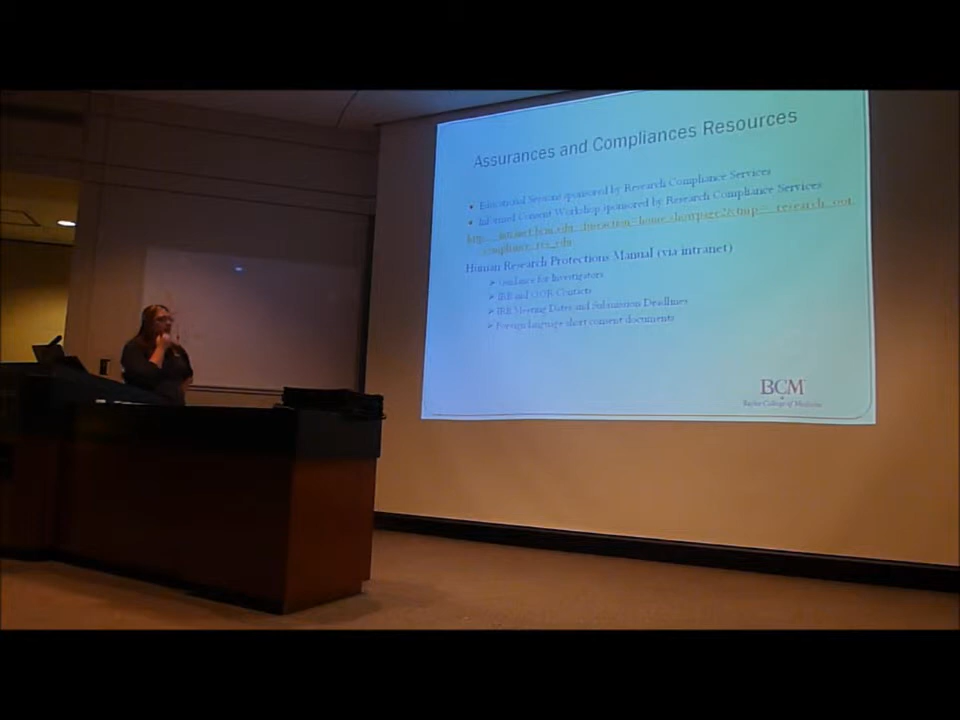 Assurances and Compliances Resources
• Educational Sessions sponsored by Research Compliance Services
• Informed Consent Workshop sponsored by Research Compliance Services
Human Research Protections Manual (via intranet)
➢ Guidance for Investigators
➢ IRB and
Contacts
➢ IRB Meeting Dates and Submission Deadlines
➢ Foreign language short consent documents
BCM
Baylor College of Medicine